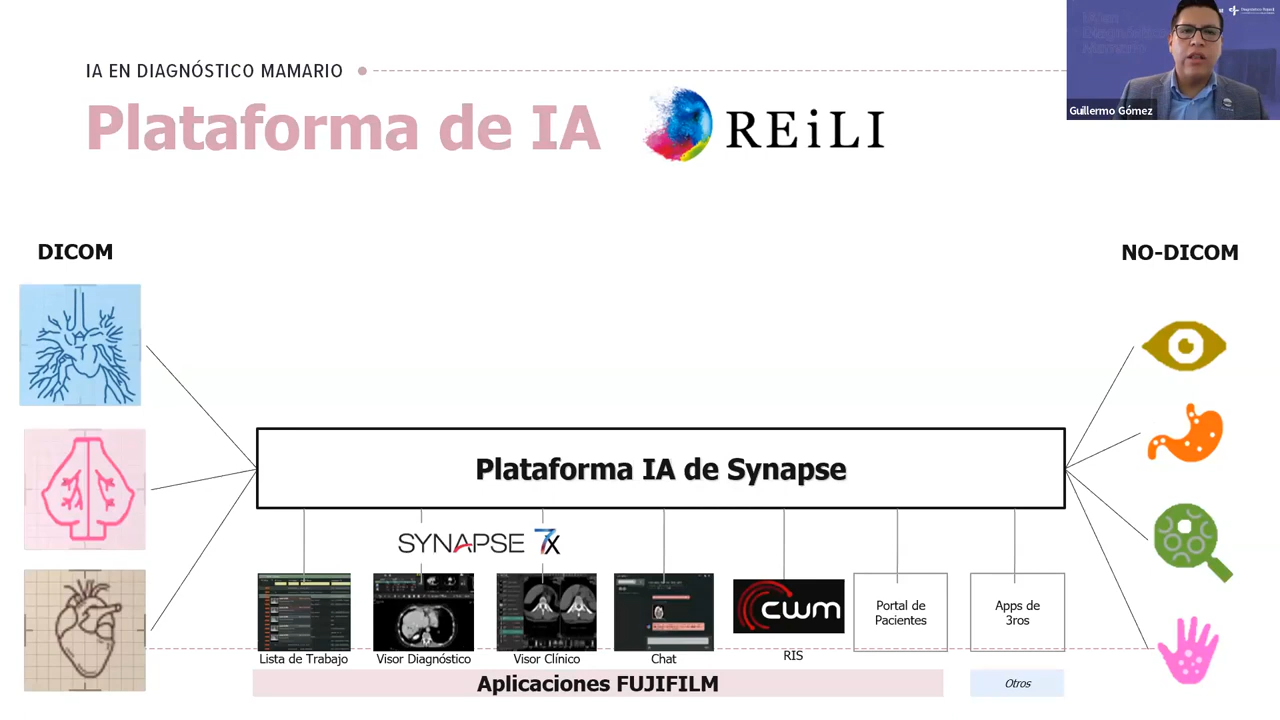 IA EN DIAGNÓSTICO MAMARIO
Plataforma de IA
REiLI
Guillermo Gómez
DICOM
NO-DICOM
Plataforma IA de Synapse
SYNAPSE 7x
cwm
Portal de
Pacientes
Apps de
3ros
Lista de Trabajo
Visor Diagnóstico
Visor Clínico
Chat
RIS
Aplicaciones FUJIFILM
Otros